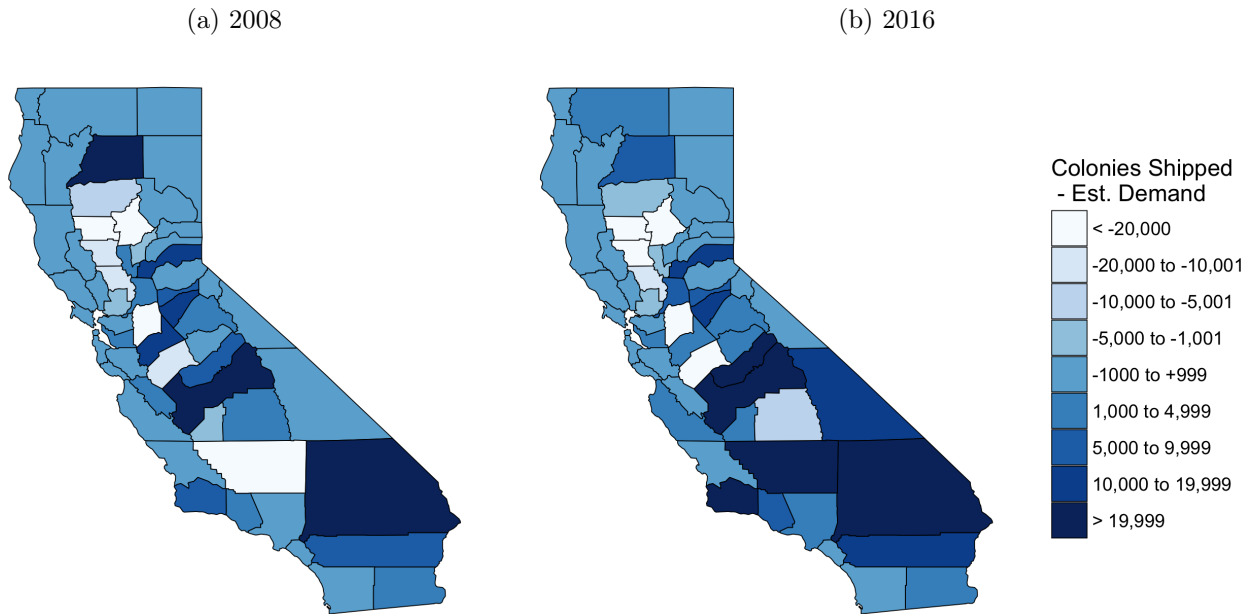 (a) 2008
(b) 2016
Colonies Shipped
- Est. Demand
< -20,000
-20,000 to -10,001
-10,000 to -5,001
-5,000 to -1,001
-1000 to +999
1,000 to 4,999
5,000 to 9,999
10,000 to 19,999
> 19,999